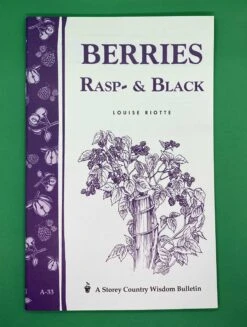 BERRIES
RASP- & BLACK
LOUISE RIOTTE
A-33
A Storey Country Wisdom Bulletin